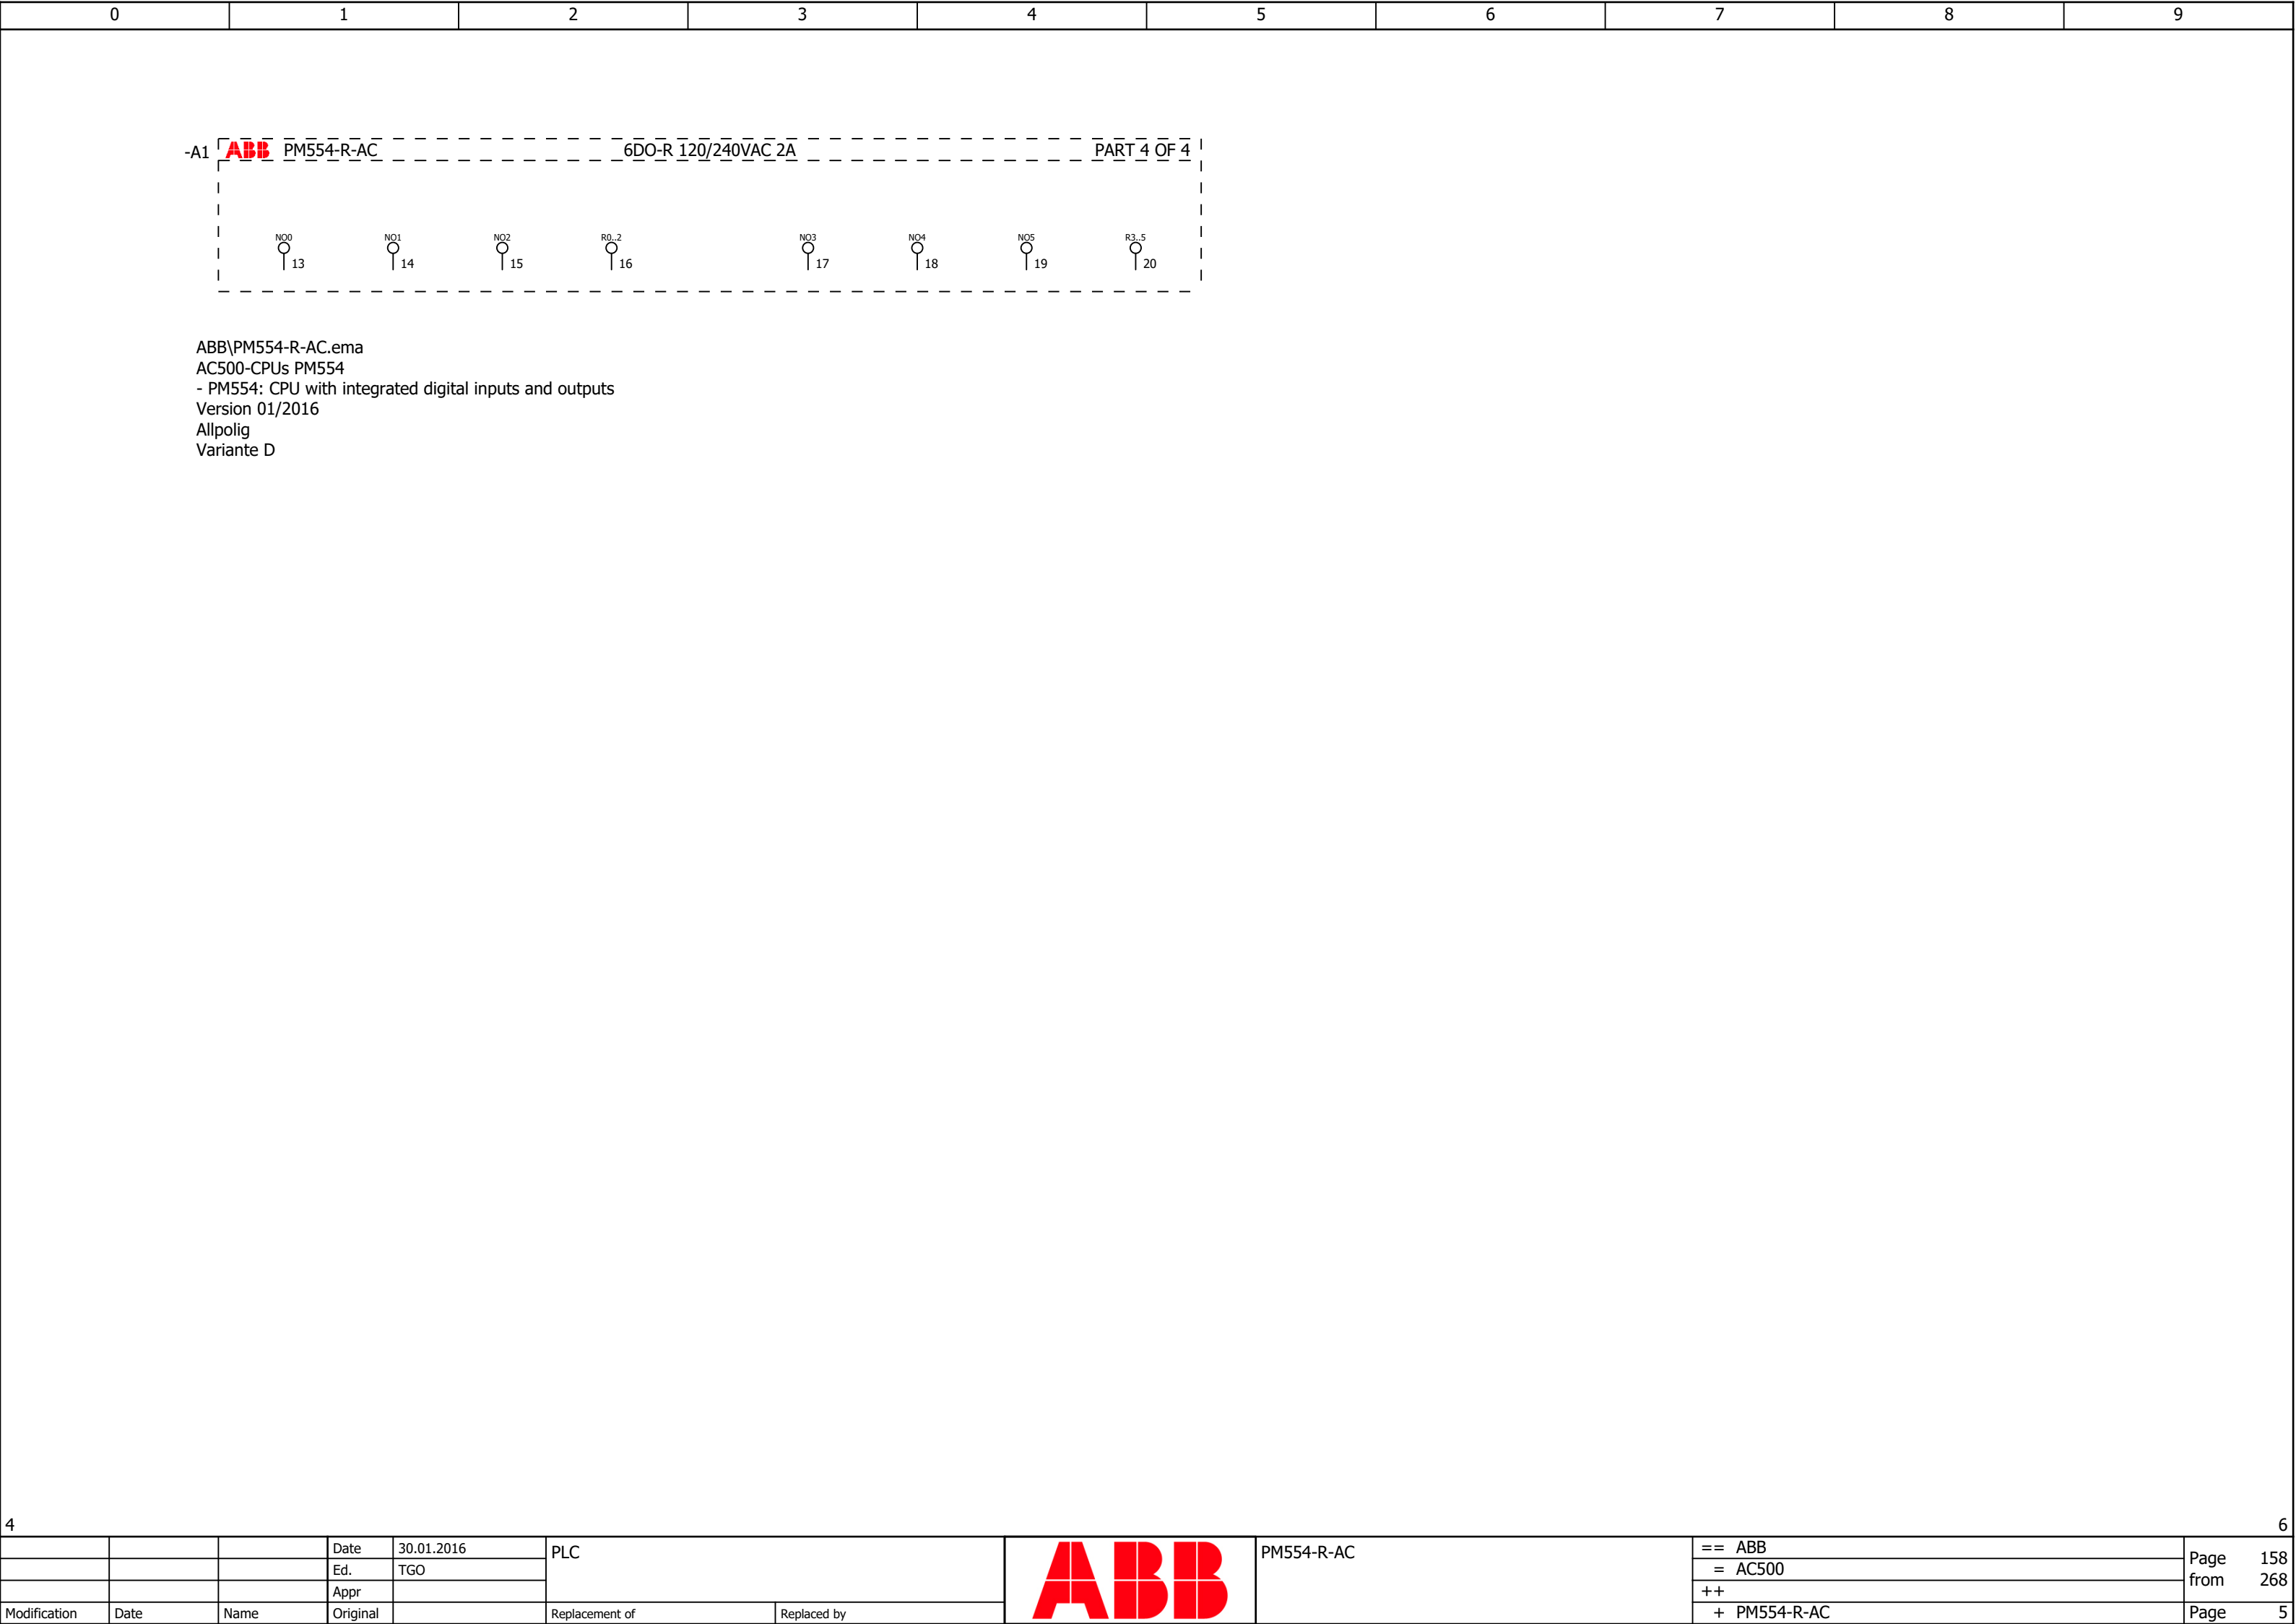 0 1 2 3 4 5 6 7 8 9
-A1 ABB PM554-R-AC 6DO-R 120/240VAC 2A PART 4 OF 4
NO0 NO1 NO2 R0..2 NO3 NO4 NO5 R3..5
13 14 15 16 17 18 19 20
ABB\PM554-R-AC.ema
AC500-CPUs PM554
- PM554: CPU with integrated digital inputs and outputs
Version 01/2016
Allpolig
Variante D
4 6
Date 30.01.2016 PLC ABB PM554-R-AC == ABB Page 158
Ed. TGO = AC500 from 268
Appr ++
Modification Date Name Original Replacement of Replaced by + PM554-R-AC Page 5